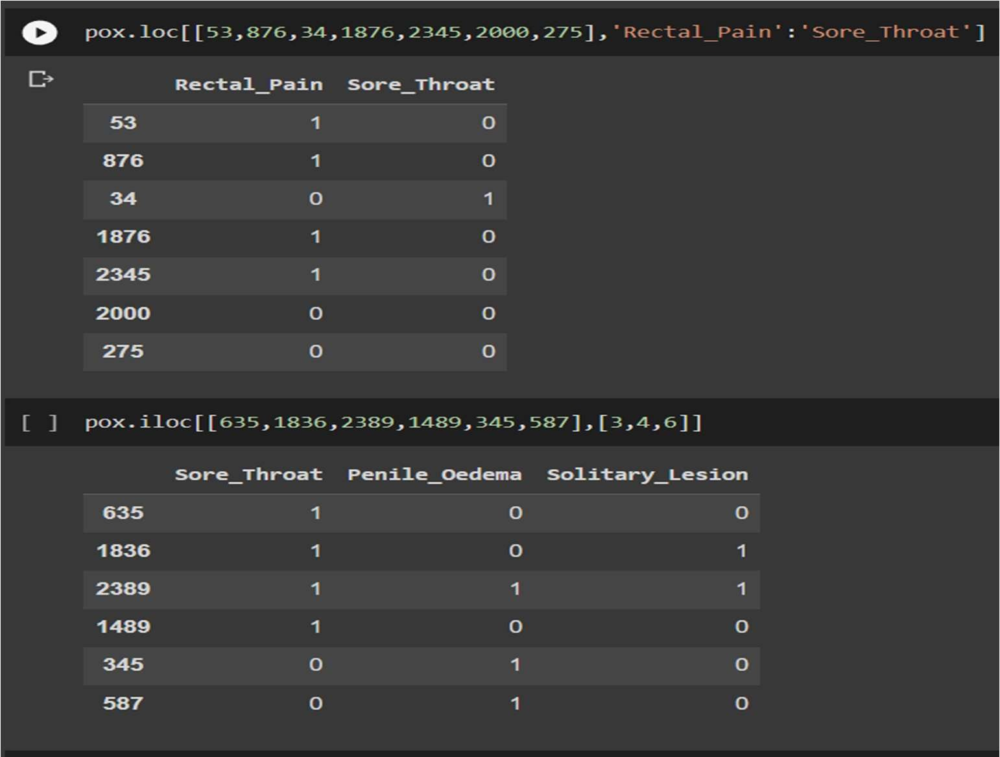 pox.loc[[53,876,34,1876,2345,2000,275],'Rectal_Pain':'Sore_Throat']
Rectal_Pain Sore_Throat
53 1 0
876 1 0
34 0 1
1876 1 0
2345 1 0
2000 0 0
275 0 0
[ ] pox.iloc[[635,1836,2389,1489,345,587],[3,4,6]]
Sore_Throat Penile_Oedema Solitary_Lesion
635 1 0 0
1836 1 0 1
2389 1 1 1
1489 1 0 0
345 0 1 0
587 0 1 0